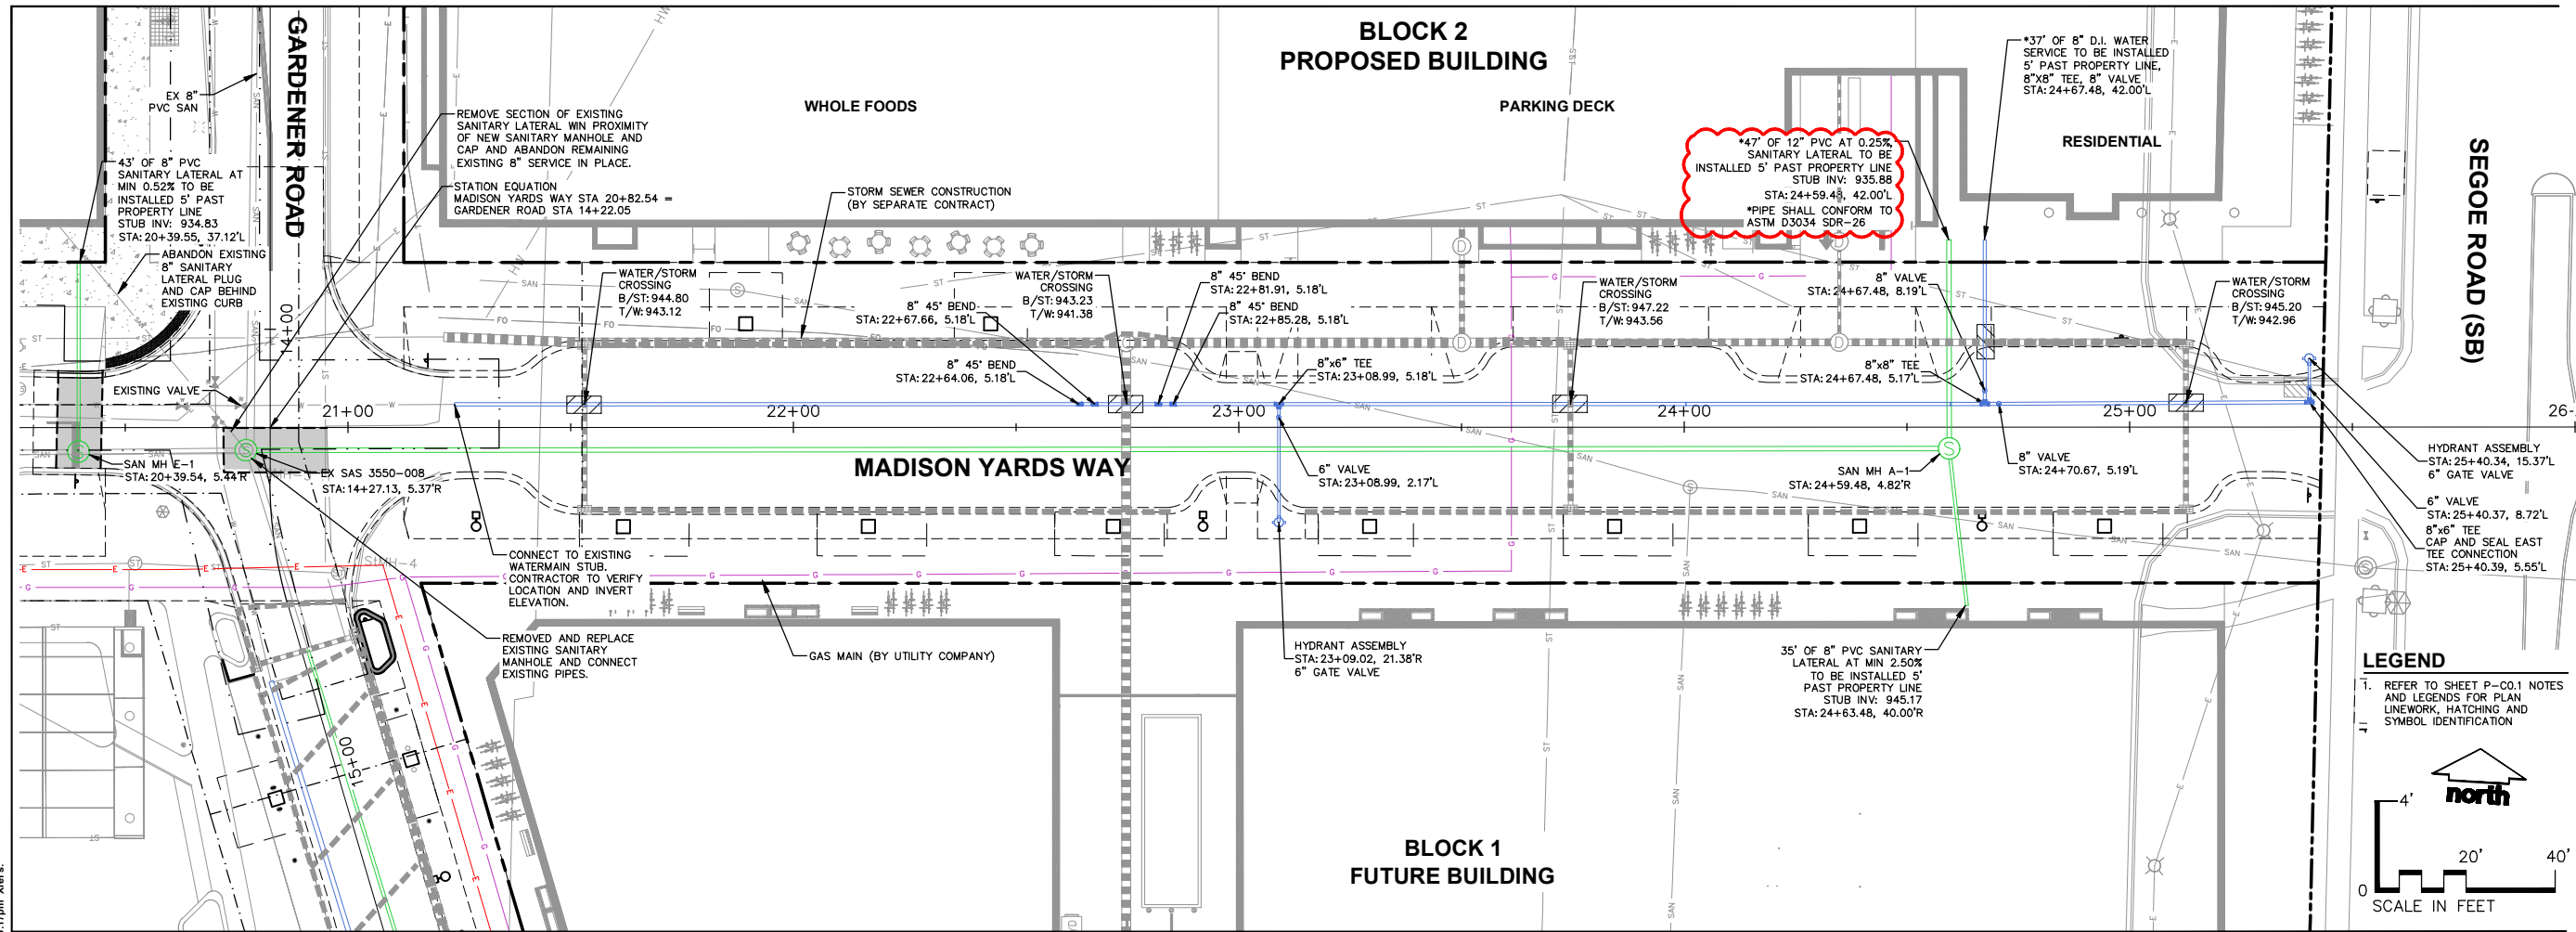 BLOCK 2
PROPOSED BUILDING
WHOLE FOODS
PARKING DECK
RESIDENTIAL
GARDENER ROAD
SEGOE ROAD (SB)
MADISON YARDS WAY
BLOCK 1
FUTURE BUILDING
EX 8"
PVC SAN
43' OF 8" PVC
SANITARY LATERAL AT
MIN 0.52% TO BE
INSTALLED 5' PAST
PROPERTY LINE
STUB INV: 934.83
STA: 20+39.55, 37.12'L
ABANDON EXISTING
8" SANITARY
LATERAL PLUG
AND CAP BEHIND
EXISTING CURB
EXISTING VALVE
REMOVE SECTION OF EXISTING
SANITARY LATERAL WIN PROXIMITY
OF NEW SANITARY MANHOLE AND
CAP AND ABANDON REMAINING
EXISTING 8" SERVICE IN PLACE.
STATION EQUATION
MADISON YARDS WAY STA 20+82.54 =
GARDENER ROAD STA 14+22.05
STORM SEWER CONSTRUCTION
(BY SEPARATE CONTRACT)
WATER/STORM
CROSSING
B/ST: 944.80
T/W: 943.12
8" 45° BEND
STA: 22+67.66, 5.18'L
8" 45° BEND
STA: 22+64.06, 5.18'L
WATER/STORM
CROSSING
B/ST: 943.23
T/W: 941.38
8" 45° BEND
STA: 22+81.91, 5.18'L
8" 45° BEND
STA: 22+85.28, 5.18'L
8"x6" TEE
STA: 23+08.99, 5.18'L
WATER/STORM
CROSSING
B/ST: 947.22
T/W: 943.56
*47' OF 12" PVC AT 0.25%,
SANITARY LATERAL TO BE
INSTALLED 5' PAST PROPERTY LINE
STUB INV: 935.88
STA: 24+59.48, 42.00'L
*PIPE SHALL CONFORM TO
ASTM D3034 SDR-26
*37' OF 8" D.I. WATER
SERVICE TO BE INSTALLED
5' PAST PROPERTY LINE,
8"X8" TEE, 8" VALVE
STA: 24+67.48, 42.00'L
8" VALVE
STA: 24+67.48, 8.19'L
8"x8" TEE
STA: 24+67.48, 5.17'L
WATER/STORM
CROSSING
B/ST: 945.20
T/W: 942.96
14+00
21+00
22+00
23+00
24+00
25+00
26+
15+00
SAN MH E-1
STA: 20+39.54, 5.44'R
EX SAS 3550-008
STA: 14+27.13, 5.37'R
6" VALVE
STA: 23+08.99, 2.17'L
SAN MH A-1
STA: 24+59.48, 4.82'R
8" VALVE
STA: 24+70.67, 5.19'L
HYDRANT ASSEMBLY
STA: 25+40.34, 15.37'L
6" GATE VALVE
6" VALVE
STA: 25+40.37, 8.72'L
8"x6" TEE
CAP AND SEAL EAST
TEE CONNECTION
STA: 25+40.39, 5.55'L
CONNECT TO EXISTING
WATERMAIN STUB.
CONTRACTOR TO VERIFY
LOCATION AND INVERT
ELEVATION.
REMOVED AND REPLACE
EXISTING SANITARY
MANHOLE AND CONNECT
EXISTING PIPES.
GAS MAIN (BY UTILITY COMPANY)
HYDRANT ASSEMBLY
STA: 23+09.02, 21.38'R
6" GATE VALVE
35' OF 8" PVC SANITARY
LATERAL AT MIN 2.50%
TO BE INSTALLED 5'
PAST PROPERTY LINE
STUB INV: 945.17
STA: 24+63.48, 40.00'R
LEGEND
1. REFER TO SHEET P-C0.1 NOTES
AND LEGENDS FOR PLAN
LINEWORK, HATCHING AND
SYMBOL IDENTIFICATION
north
4'
0
20'
40'
SCALE IN FEET